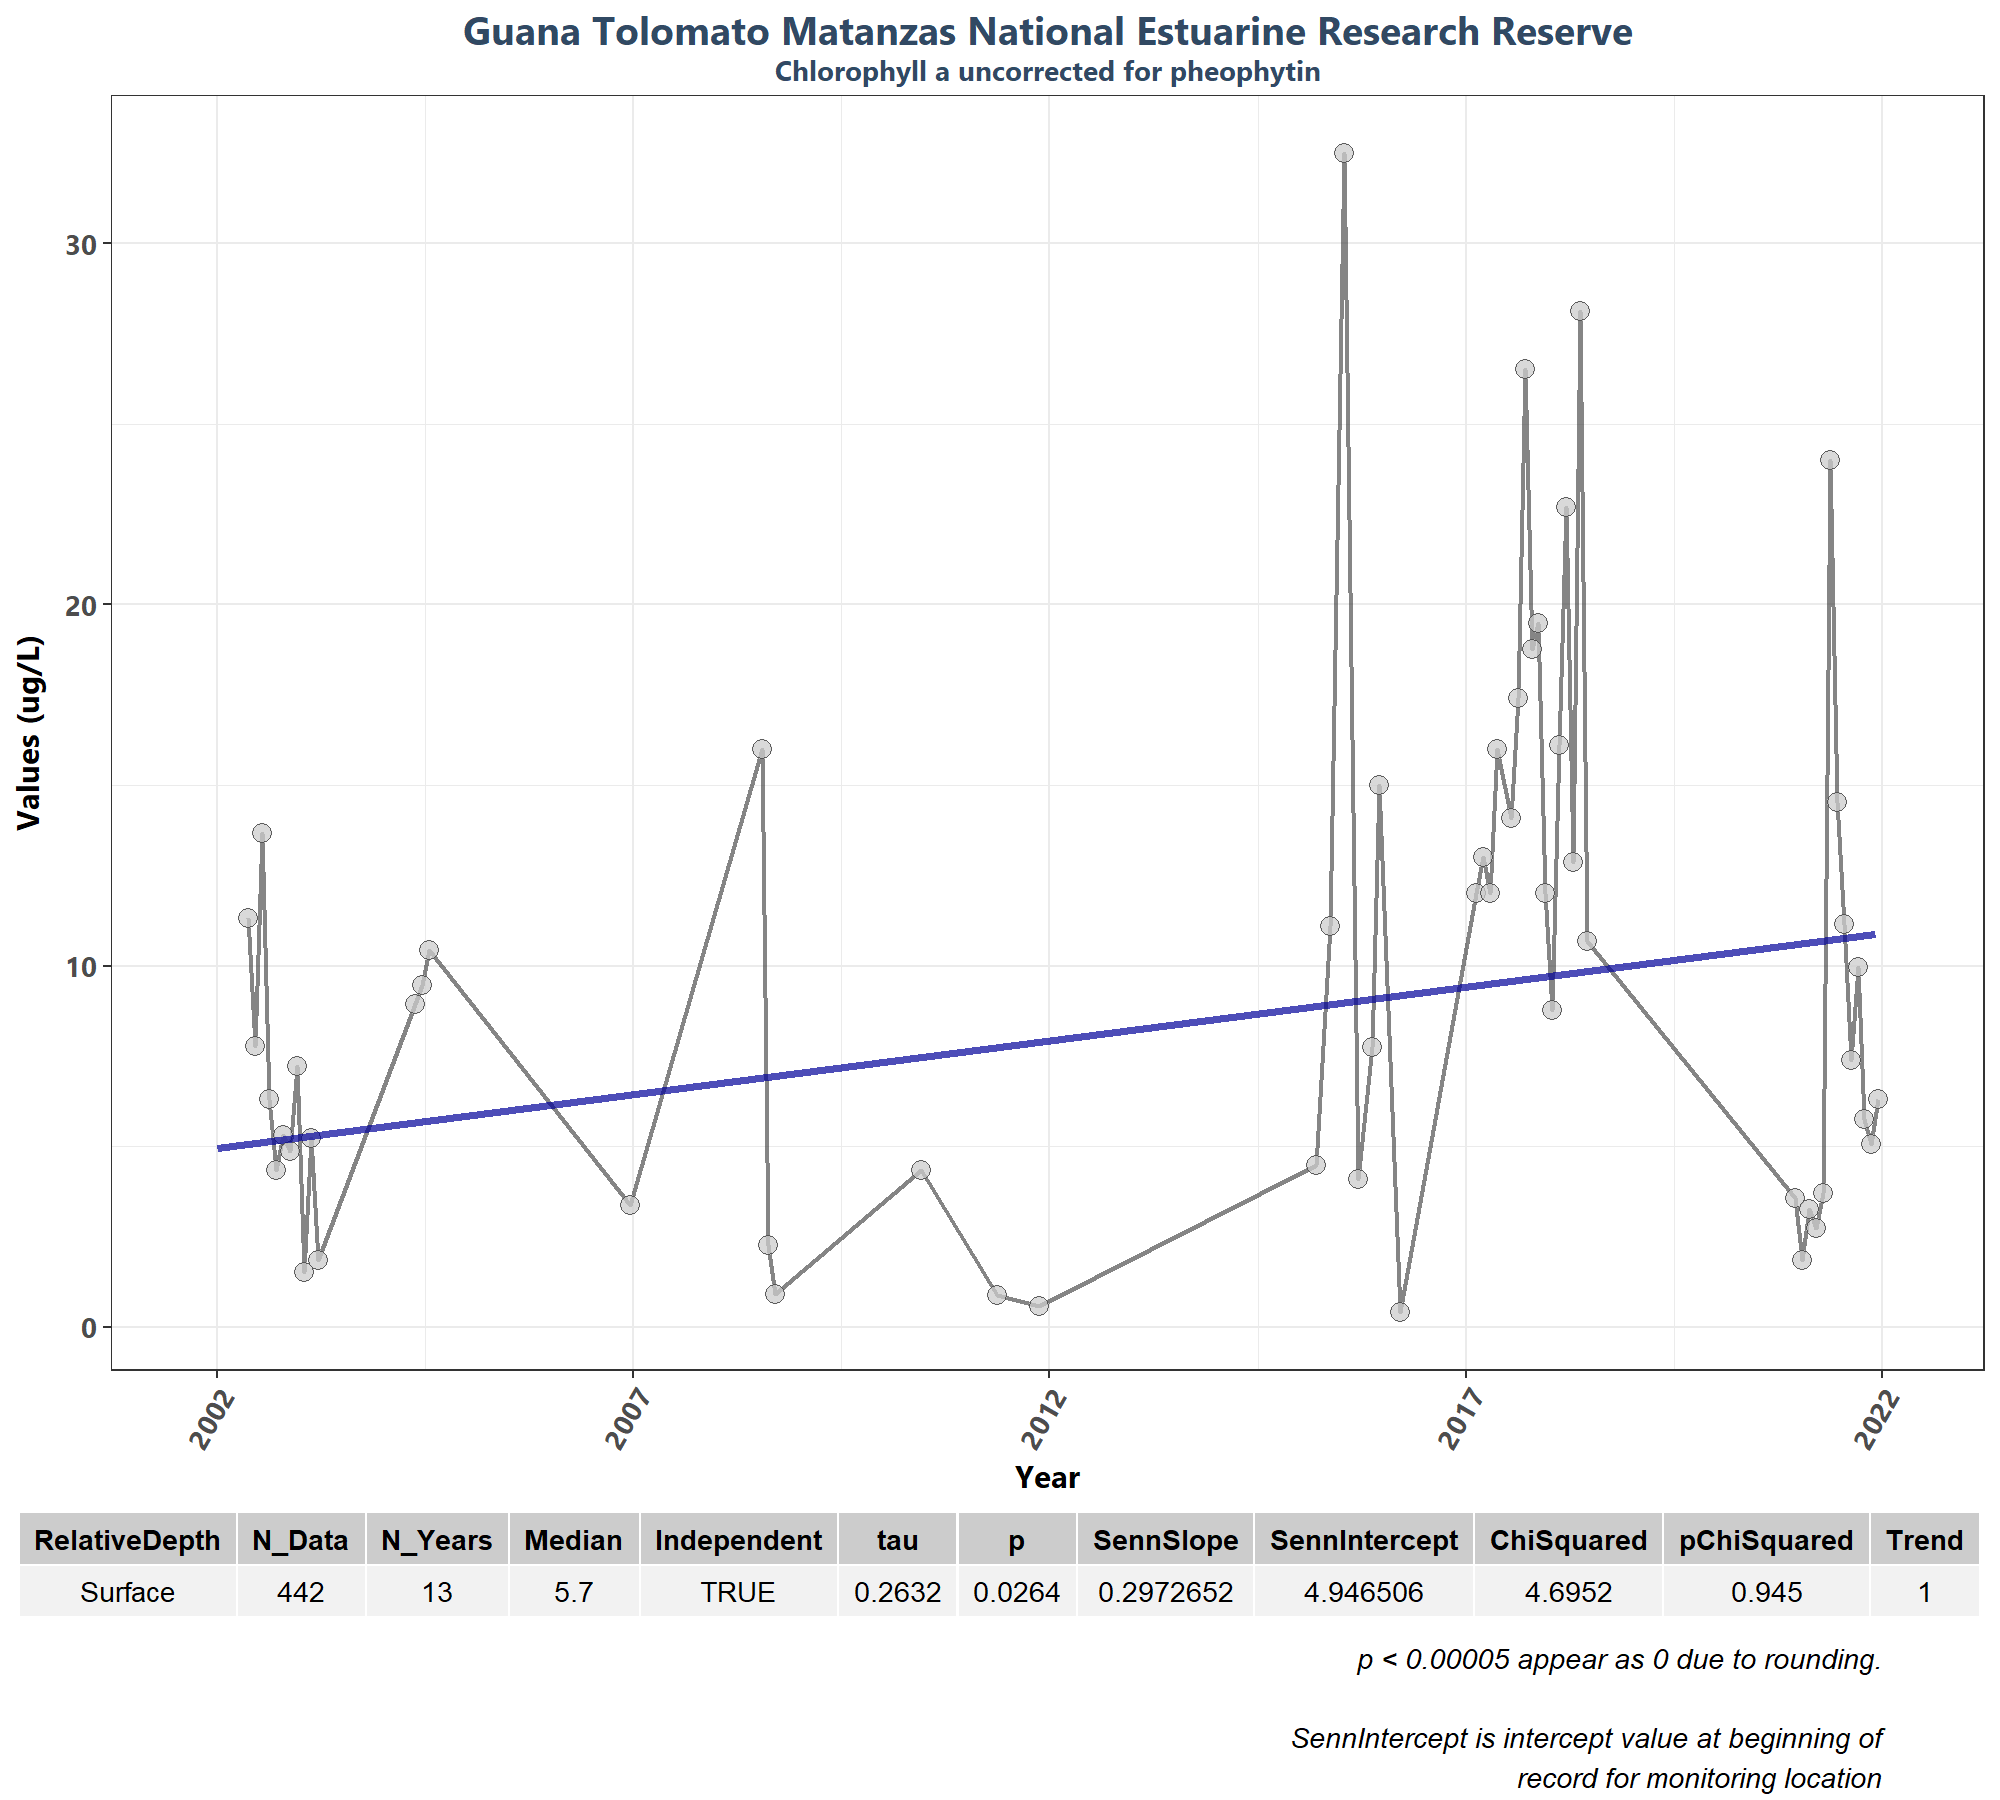 Guana Tolomato Matanzas National Estuarine Research Reserve
Chlorophyll a uncorrected for pheophytin
Values (ug/L)
30
20
10
0
2002 2007 2012 2017 2022
Year
RelativeDepth N_Data N_Years Median Independent tau p SennSlope SennIntercept ChiSquared pChiSquared Trend
Surface 442 13 5.7 TRUE 0.2632 0.0264 0.2972652 4.946506 4.6952 0.945 1
p < 0.00005 appear as 0 due to rounding.
SennIntercept is intercept value at beginning of
record for monitoring location